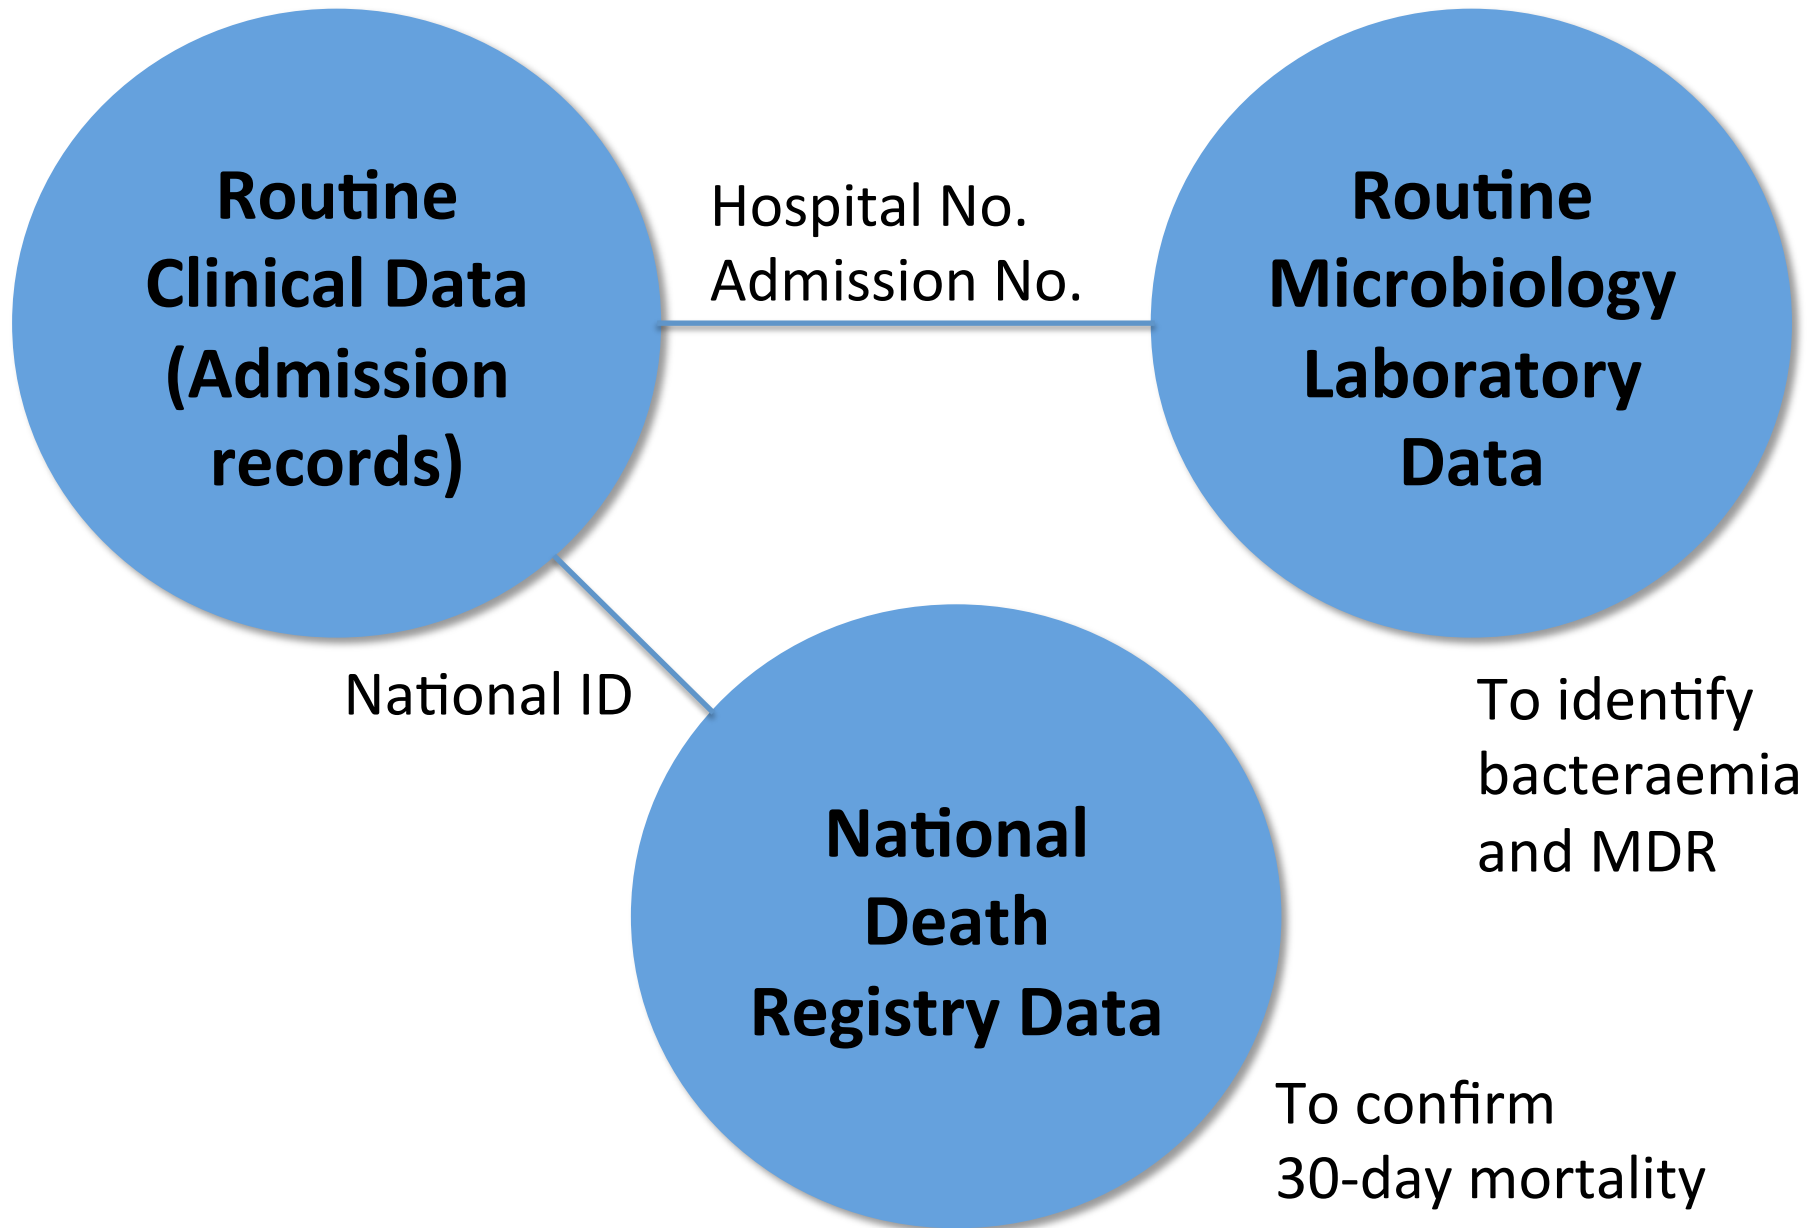 Routine
Clinical Data
(Admission
records)
Hospital No.
Admission No.
Routine
Microbiology
Laboratory
Data
National ID
To identify
bacteraemia
and MDR
National
Death
Registry Data
To confirm
30-day mortality